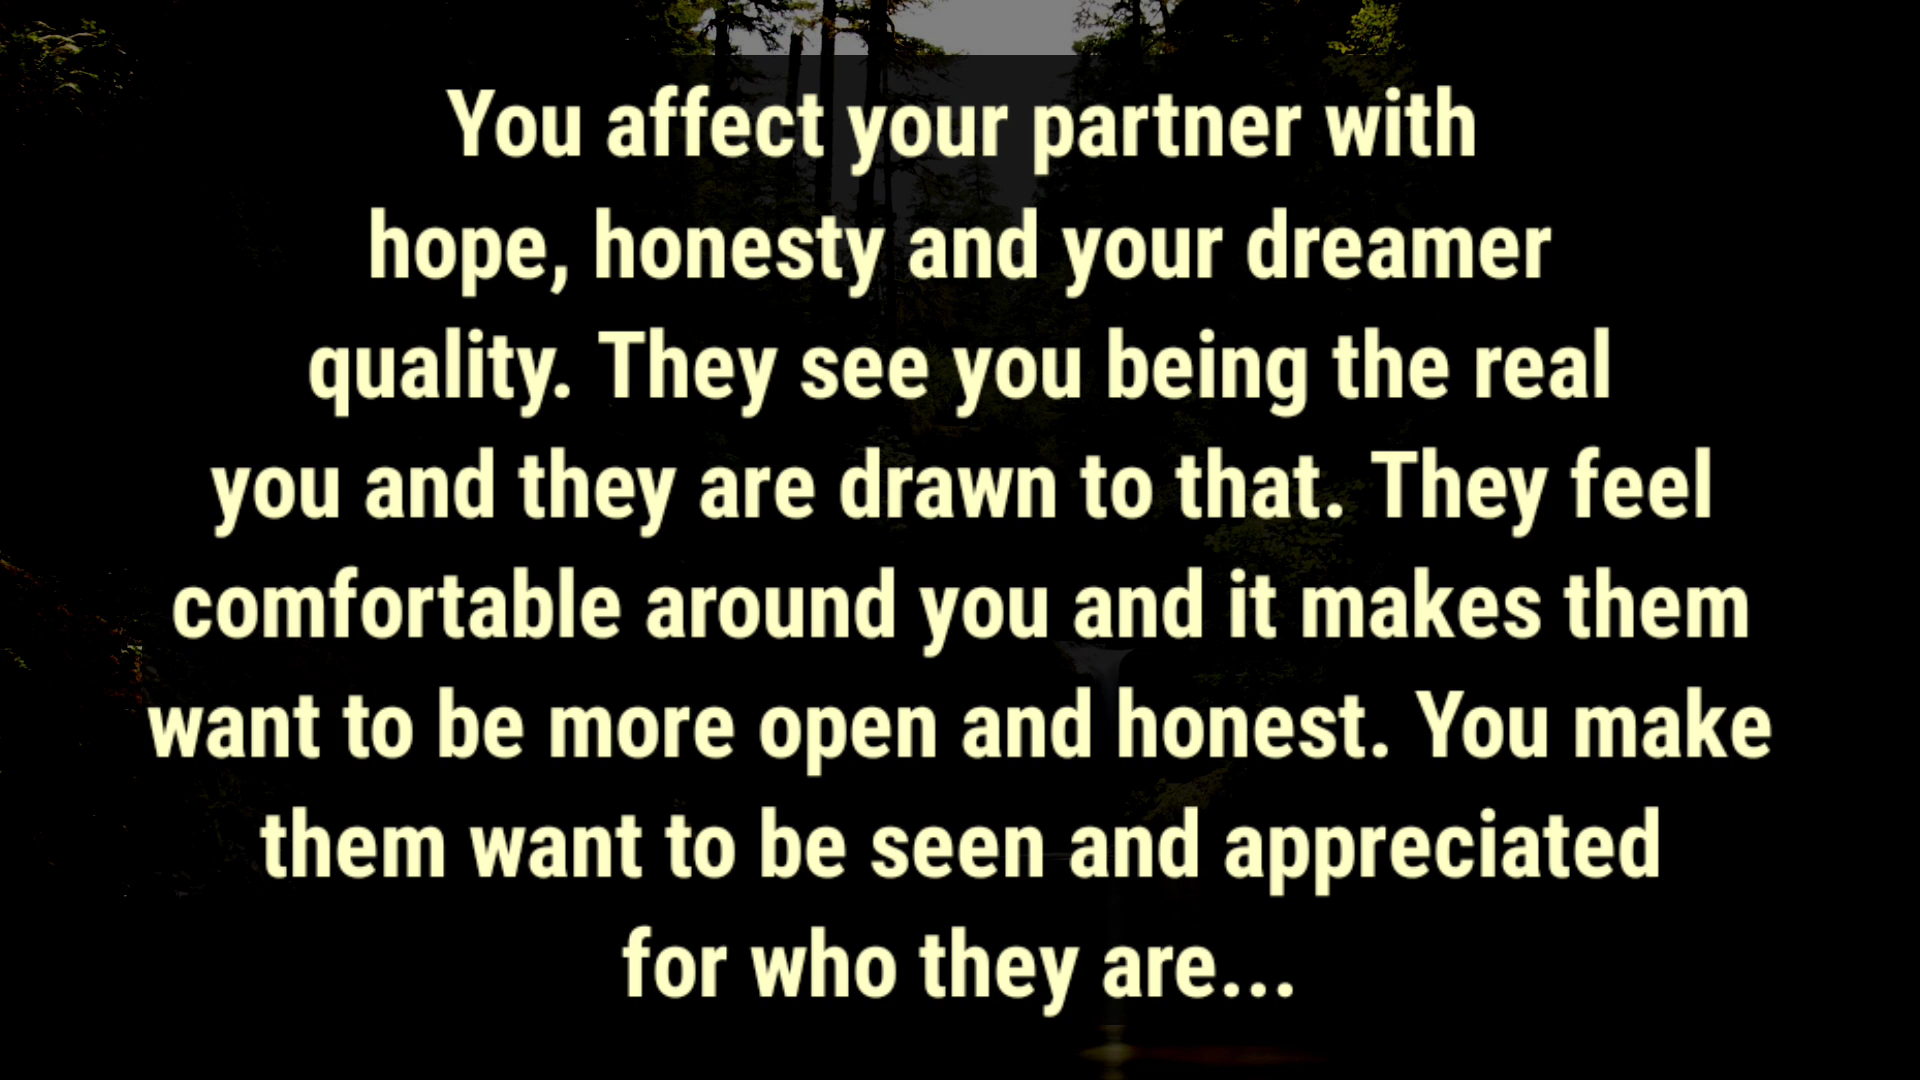 You affect your partner with
hope, honesty and your dreamer
quality. They see you being the real
you and they are drawn to that. They feel
comfortable around you and it makes them
want to be more open and honest. You make
them want to be seen and appreciated
for who they are...